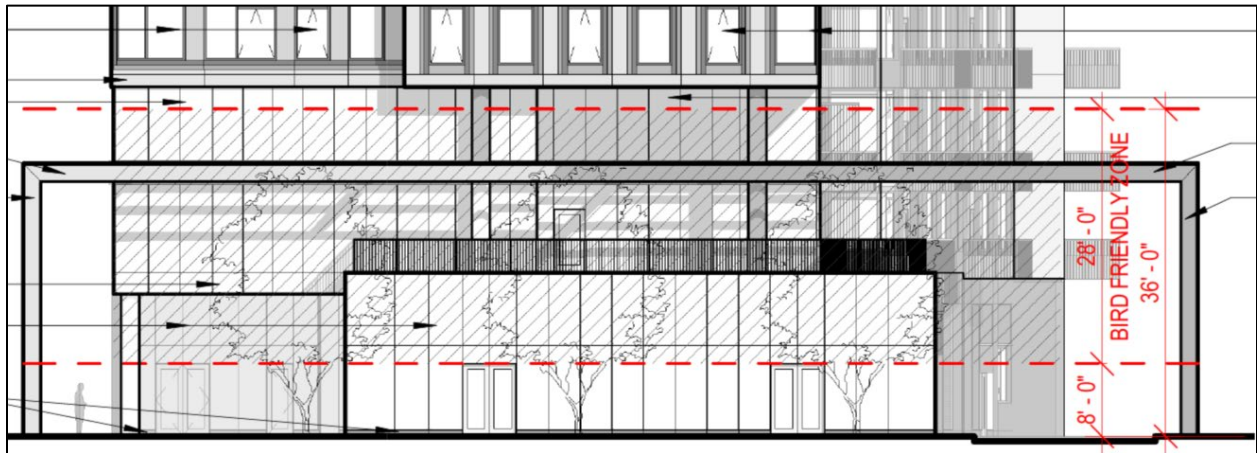 28' - 0"
BIRD FRIENDLY ZONE
36' - 0"
8' - 0"